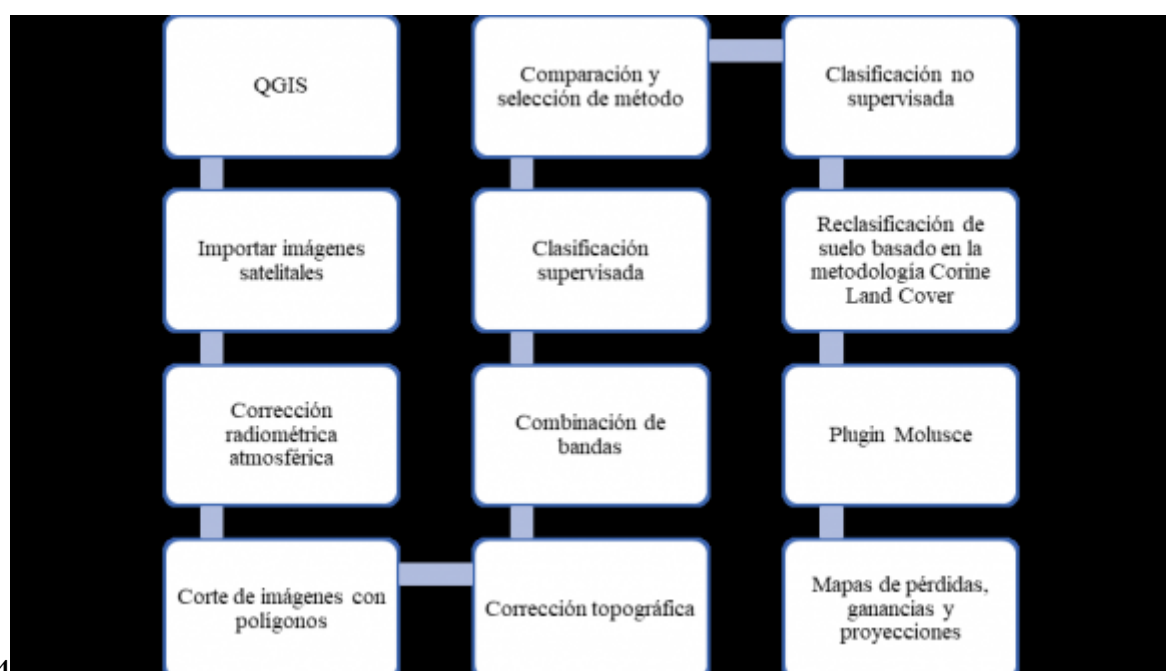 QGIS
Importar imágenes
satelitales
Corrección
radiométrica
atmosférica
Corte de imágenes con
polígonos
Corrección topográfica
Combinación de
bandas
Clasificación
supervisada
Comparación y
selección de método
Clasificación no
supervisada
Reclasificación de
suelo basado en la
metodología Corine
Land Cover
Plugin Molusce
Mapas de pérdidas,
ganancias y
proyecciones